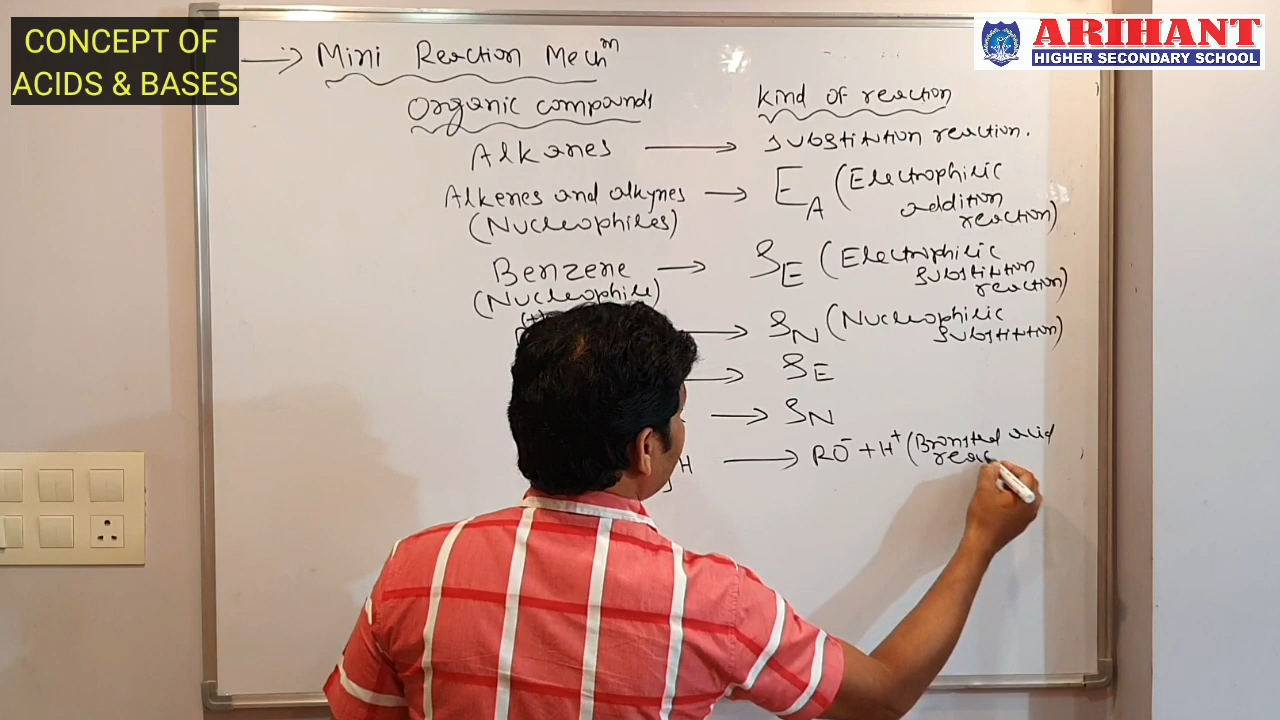 CONCEPT OF
ACIDS & BASES
ARIHANT
HIGHER SECONDARY SCHOOL
:-> Mini Reaction Mechⁿᵐ
Organic compounds Kind of reaction
Alkanes → substitution reaction.
Alkenes and alkynes → E_A (Electrophilic
(Nucleophiles) addition
reaction)
Benzene → S_E (Electrophilic
(Nucleophile) substitution
reaction)
→ S_N (Nucleophilic
substitution)
→ S_E
→ S_N
H → RO⁻ + H⁺ (Bronsted acid
reac